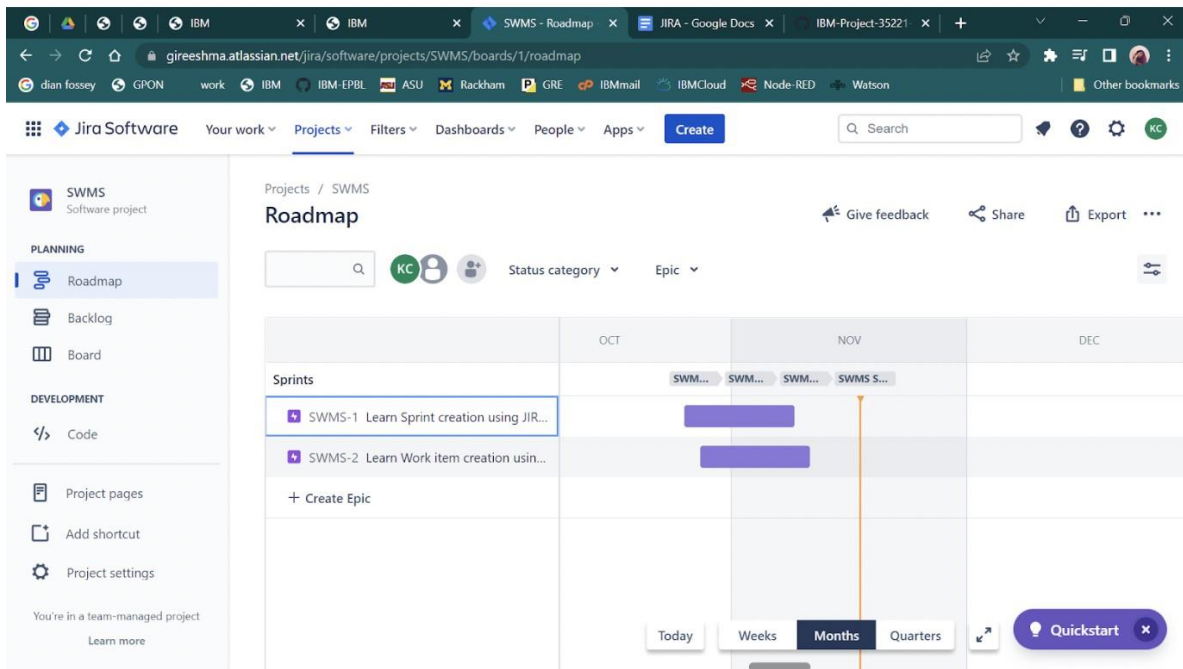 IBM
IBM
SWMS - Roadmap
JIRA - Google Docs
IBM-Project-35221
gireeshma.atlassian.net/jira/software/projects/SWMS/boards/1/roadmap
dian fossey
GPON
work
IBM
IBM-EPBL
ASU
Rackham
GRE
IBMmail
IBMCloud
Node-RED
Watson
Other bookmarks
Jira Software
Your work
Projects
Filters
Dashboards
People
Apps
Create
Search
KC
SWMS
Software project
PLANNING
Roadmap
Backlog
Board
DEVELOPMENT
Code
Project pages
Add shortcut
Project settings
You're in a team-managed project
Learn more
Projects / SWMS
Roadmap
Give feedback
Share
Export
KC
Status category
Epic
OCT
NOV
DEC
Sprints
SWM...
SWM...
SWM...
SWMS S...
SWMS-1 Learn Sprint creation using JIR...
SWMS-2 Learn Work item creation usin...
+ Create Epic
Today
Weeks
Months
Quarters
Quickstart